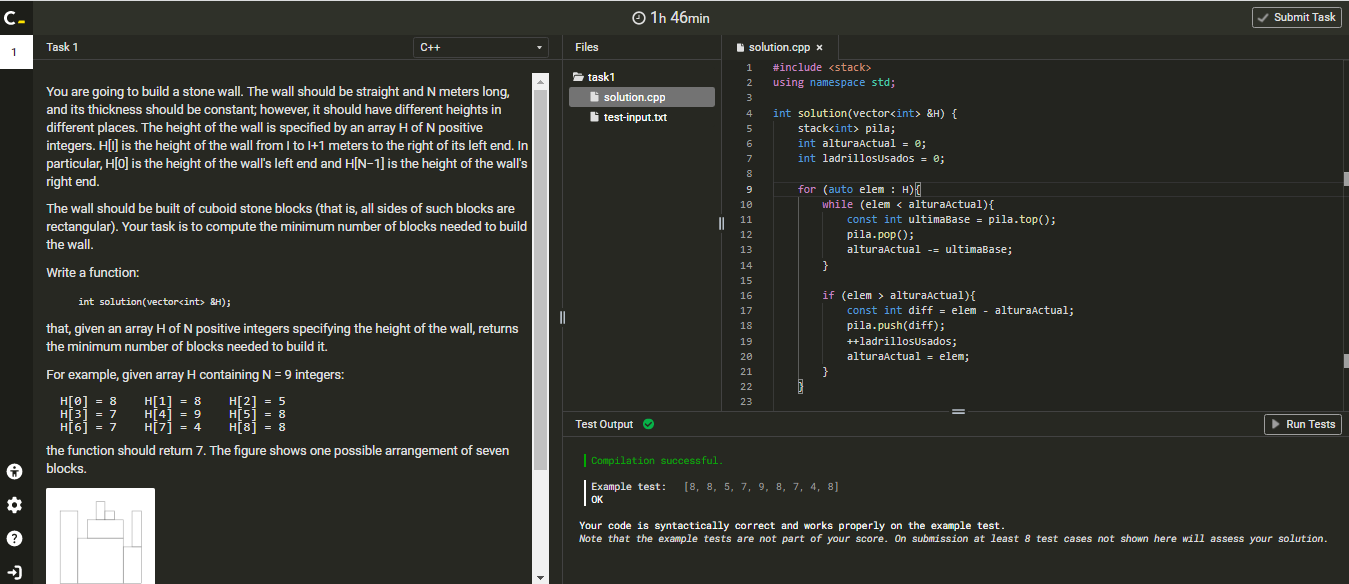 C_
1h 46min
Submit Task
1
Task 1
C++
Files
solution.cpp ×
task1
solution.cpp
test-input.txt
You are going to build a stone wall. The wall should be straight and N meters long,
and its thickness should be constant; however, it should have different heights in
different places. The height of the wall is specified by an array H of N positive
integers. H[I] is the height of the wall from I to I+1 meters to the right of its left end. In
particular, H[0] is the height of the wall's left end and H[N−1] is the height of the wall's
right end.
The wall should be built of cuboid stone blocks (that is, all sides of such blocks are
rectangular). Your task is to compute the minimum number of blocks needed to build
the wall.
Write a function:
int solution(vector<int> &H);
that, given an array H of N positive integers specifying the height of the wall, returns
the minimum number of blocks needed to build it.
For example, given array H containing N = 9 integers:
H[0] = 8    H[1] = 8    H[2] = 5
H[3] = 7    H[4] = 9    H[5] = 8
H[6] = 7    H[7] = 4    H[8] = 8
the function should return 7. The figure shows one possible arrangement of seven
blocks.
1 #include <stack>
2 using namespace std;
3
4 int solution(vector<int> &H) {
5     stack<int> pila;
6     int alturaActual = 0;
7     int ladrillosUsados = 0;
8
9     for (auto elem : H){
10         while (elem < alturaActual){
11             const int ultimaBase = pila.top();
12             pila.pop();
13             alturaActual -= ultimaBase;
14         }
15
16         if (elem > alturaActual){
17             const int diff = elem - alturaActual;
18             pila.push(diff);
19             ++ladrillosUsados;
20             alturaActual = elem;
21         }
22     }
23
Test Output
Run Tests
Compilation successful.
Example test:   [8, 8, 5, 7, 9, 8, 7, 4, 8]
OK
Your code is syntactically correct and works properly on the example test.
Note that the example tests are not part of your score. On submission at least 8 test cases not shown here will assess your solution.